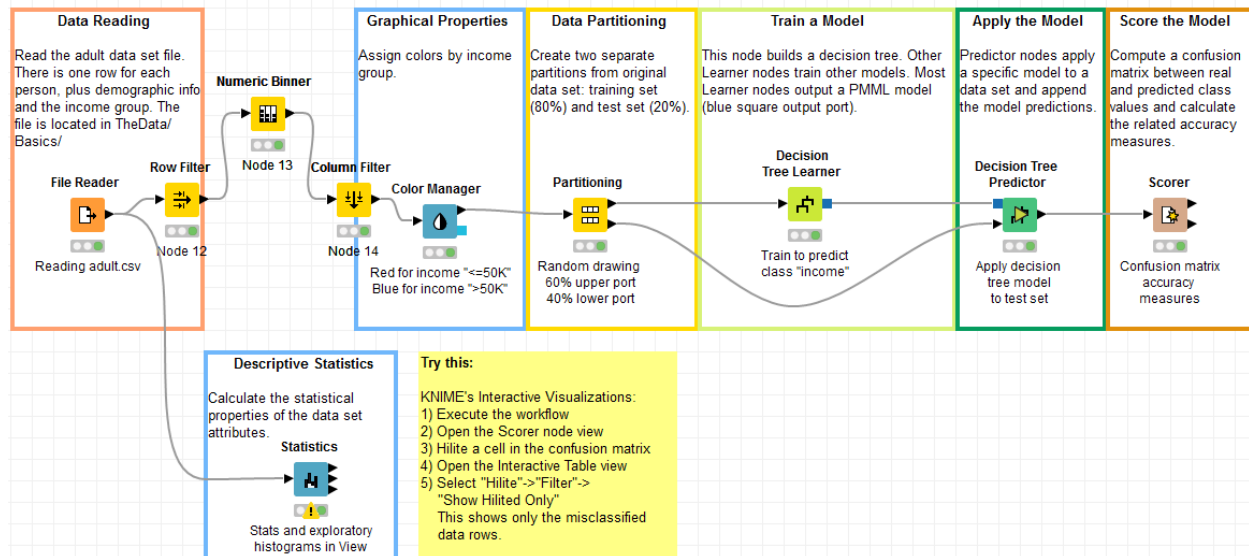 Data Reading
Read the adult data set file.
There is one row for each
person, plus demographic info
and the income group. The
file is located in TheData/
Basics/
File Reader
Reading adult.csv
Row Filter
Node 12
Numeric Binner
Node 13
Column Filter
Node 14
Graphical Properties
Assign colors by income
group.
Color Manager
Red for income "<=50K"
Blue for income ">50K"
Data Partitioning
Create two separate
partitions from original
data set: training set
(80%) and test set (20%).
Partitioning
Random drawing
60% upper port
40% lower port
Train a Model
This node builds a decision tree. Other
Learner nodes train other models. Most
Learner nodes output a PMML model
(blue square output port).
Decision
Tree Learner
Train to predict
class "income"
Apply the Model
Predictor nodes apply
a specific model to a
data set and append
the model predictions.
Decision Tree
Predictor
Apply decision
tree model
to test set
Score the Model
Compute a confusion
matrix between real
and predicted class
values and calculate
the related accuracy
measures.
Scorer
Confusion matrix
accuracy
measures
Descriptive Statistics
Calculate the statistical
properties of the data set
attributes.
Statistics
Stats and exploratory
histograms in View
Try this:
KNIME's Interactive Visualizations:
1) Execute the workflow
2) Open the Scorer node view
3) Hilite a cell in the confusion matrix
4) Open the Interactive Table view
5) Select "Hilite"->"Filter"->
"Show Hilited Only"
This shows only the misclassified
data rows.